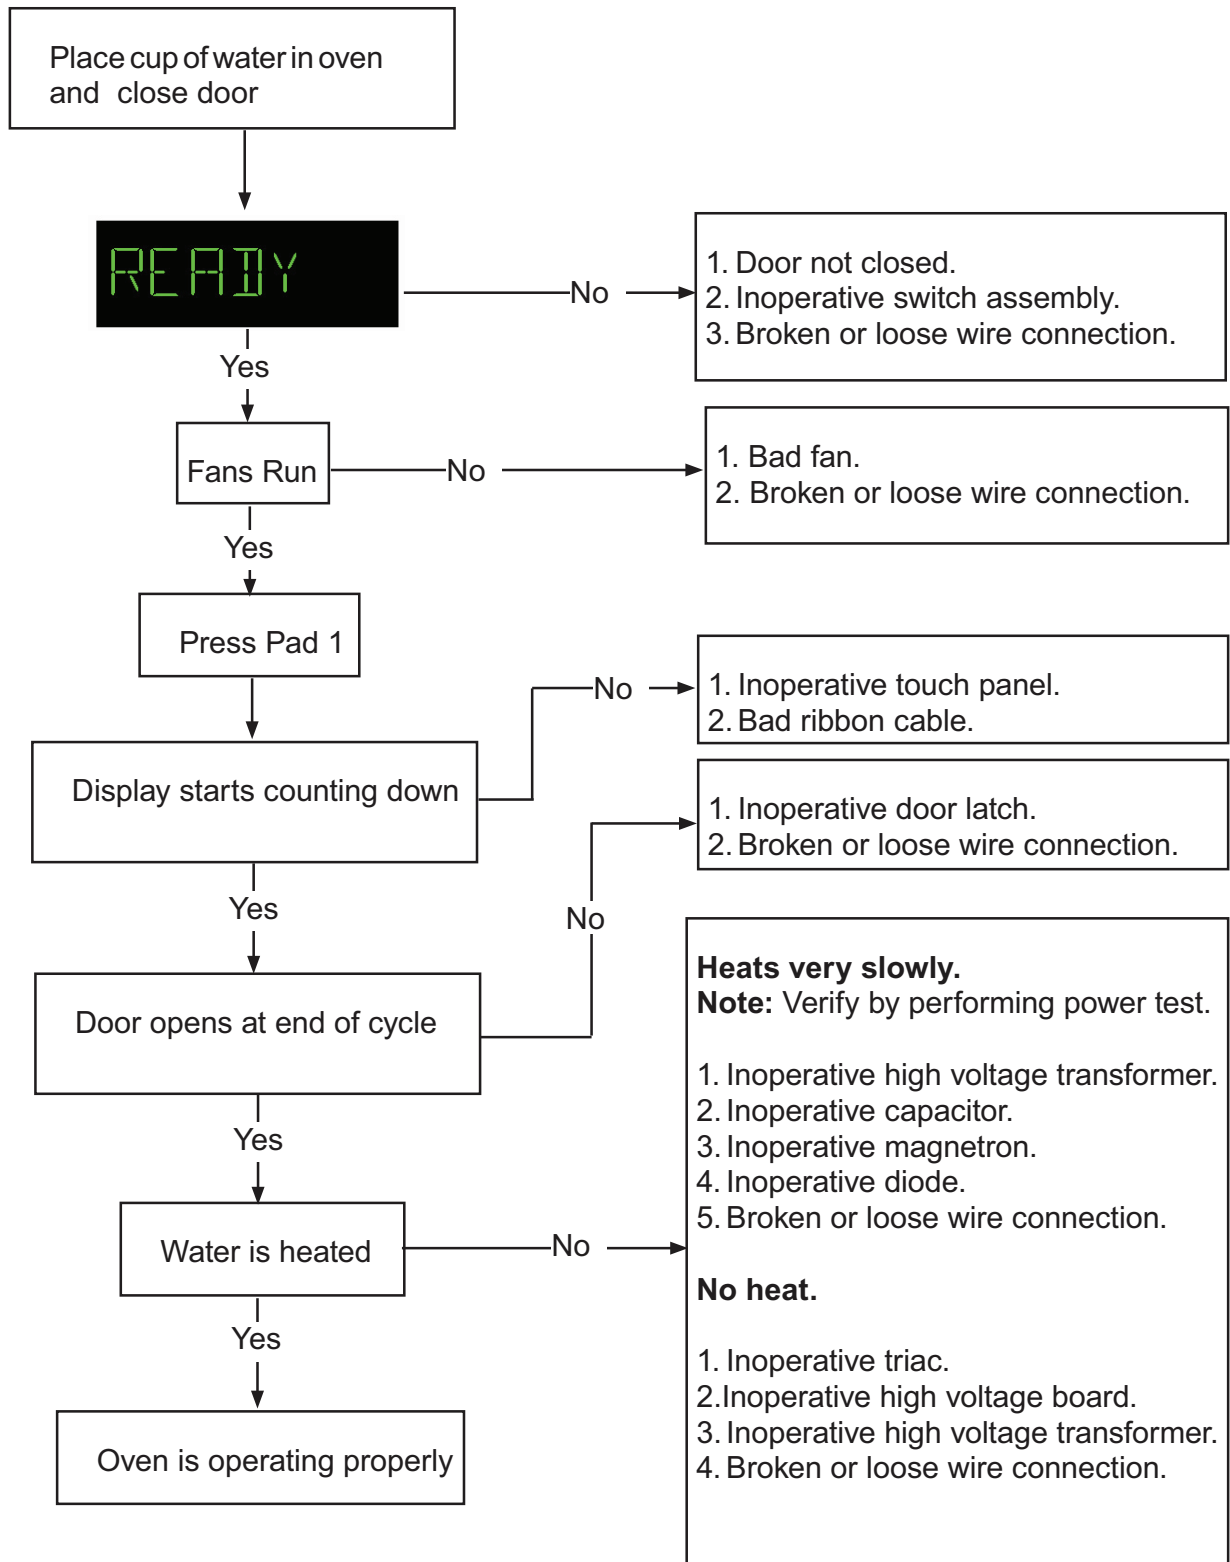 Place cup of water in oven
and close door
READY
No
1. Door not closed.
2. Inoperative switch assembly.
3. Broken or loose wire connection.
Yes
Fans Run
No
1. Bad fan.
2. Broken or loose wire connection.
Yes
Press Pad 1
No
1. Inoperative touch panel.
2. Bad ribbon cable.
Display starts counting down
1. Inoperative door latch.
2. Broken or loose wire connection.
Yes
No
Door opens at end of cycle
Heats very slowly.
Note: Verify by performing power test.
1. Inoperative high voltage transformer.
2. Inoperative capacitor.
3. Inoperative magnetron.
4. Inoperative diode.
5. Broken or loose wire connection.
Yes
Water is heated
No
No heat.
1. Inoperative triac.
2.Inoperative high voltage board.
3. Inoperative high voltage transformer.
4. Broken or loose wire connection.
Yes
Oven is operating properly